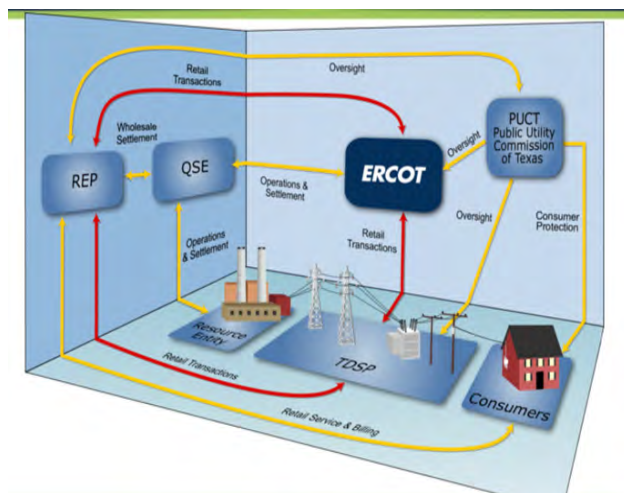 Retail
Transactions
Oversight
PUCT
Public Utility
Commission
of Texas
Wholesale
Settlement
REP
QSE
ERCOT
Oversight
Operations &
Settlement
Oversight
Consumer
Protection
Retail
Transactions
Operations
& Settlement
Resource
Entity
TDSP
Consumers
Retail Transactions
Retail Service & Billing